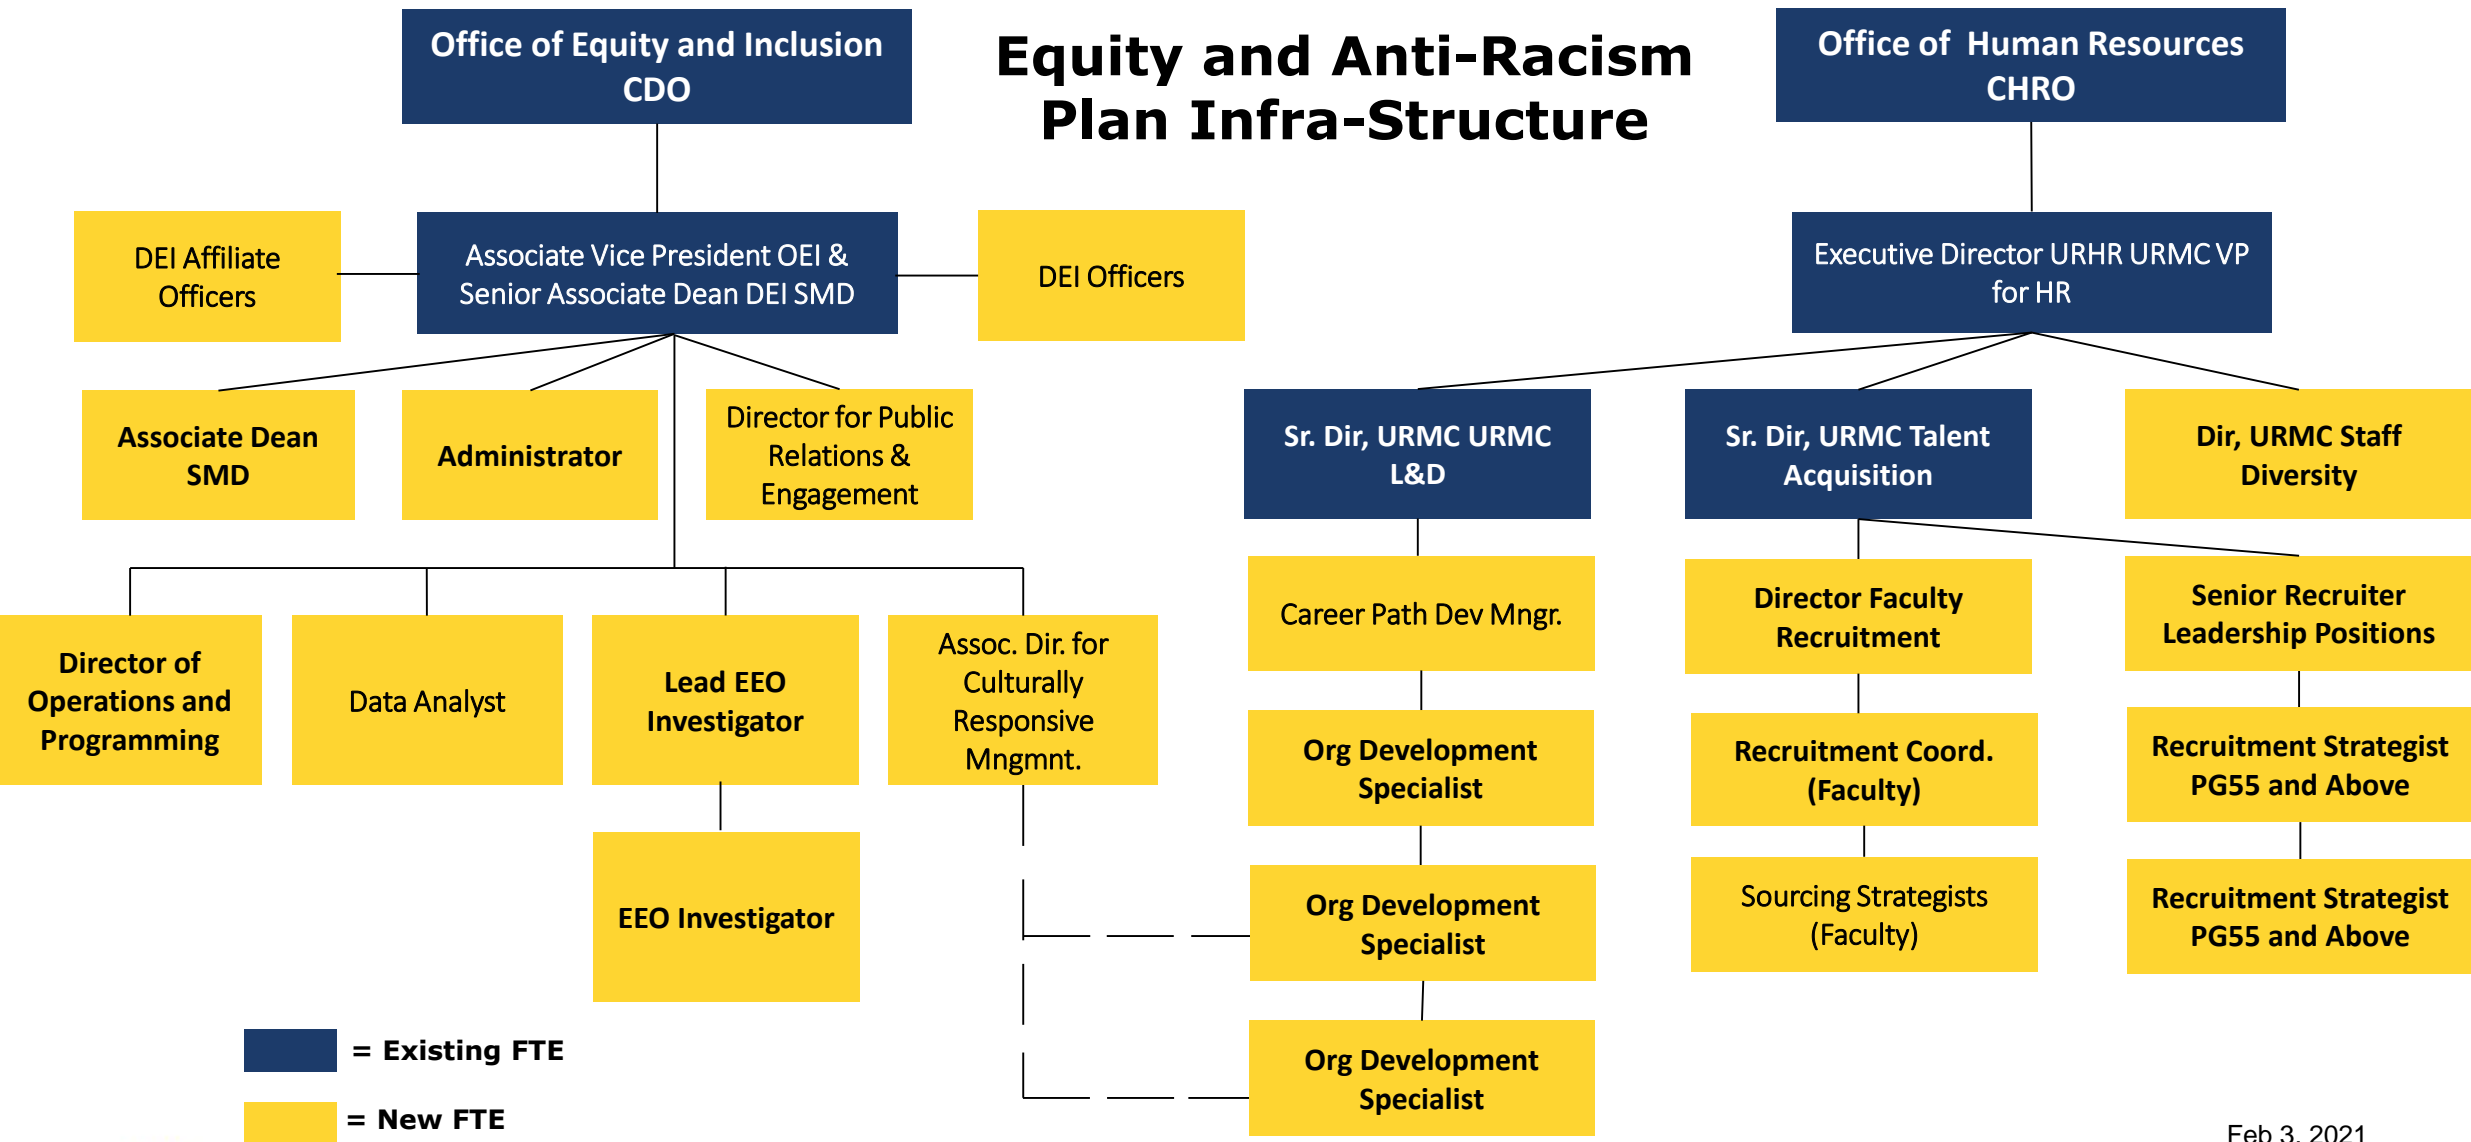 Office of Equity and Inclusion
CDO
Equity and Anti-Racism
Plan Infra-Structure
Office of Human Resources
CHRO
DEI Affiliate
Officers
Associate Vice President OEI &
Senior Associate Dean DEI SMD
DEI Officers
Executive Director URHR URMC VP
for HR
Associate Dean
SMD
Administrator
Director for Public
Relations &
Engagement
Sr. Dir, URMC URMC
L&D
Sr. Dir, URMC Talent
Acquisition
Dir, URMC Staff
Diversity
Director of
Operations and
Programming
Data Analyst
Lead EEO
Investigator
Assoc. Dir. for
Culturally
Responsive
Mngmnt.
Career Path Dev Mngr.
Director Faculty
Recruitment
Senior Recruiter
Leadership Positions
Org Development
Specialist
Recruitment Coord.
(Faculty)
Recruitment Strategist
PG55 and Above
EEO Investigator
Org Development
Specialist
Sourcing Strategists
(Faculty)
Recruitment Strategist
PG55 and Above
Org Development
Specialist
= Existing FTE
= New FTE
Feb 3, 2021